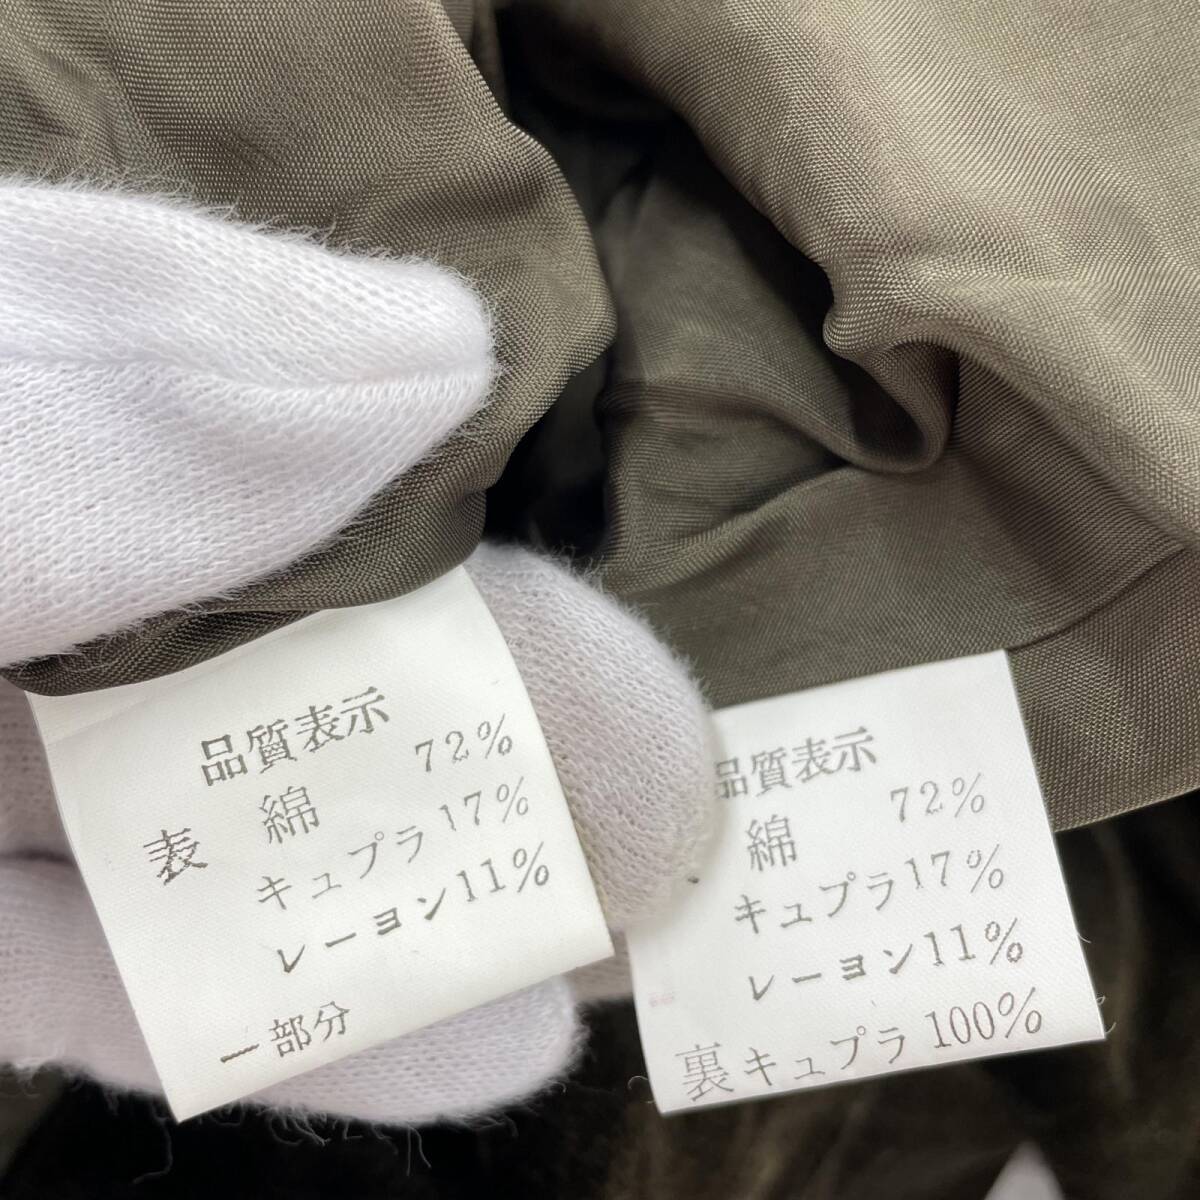 品質表示
表 綿 72%
キュプラ 17%
レーヨン 11%
一部分
品質表示
綿 72%
キュプラ 17%
レーヨン 11%
裏 キュプラ 100%